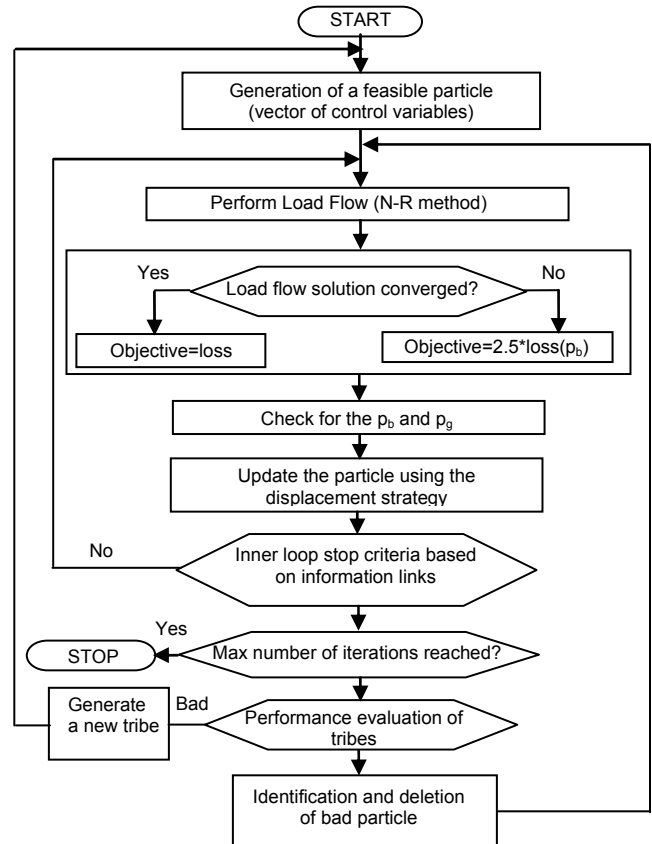 START
Generation of a feasible particle
(vector of control variables)
Perform Load Flow (N-R method)
Yes
No
Load flow solution converged?
Objective=loss
Objective=2.5*loss(pb)
Check for the pb and pg
Update the particle using the
displacement strategy
No
Inner loop stop criteria based
on information links
Yes
STOP
Max number of iterations reached?
Generate
a new tribe
Bad
Performance evaluation of
tribes
Identification and deletion
of bad particle